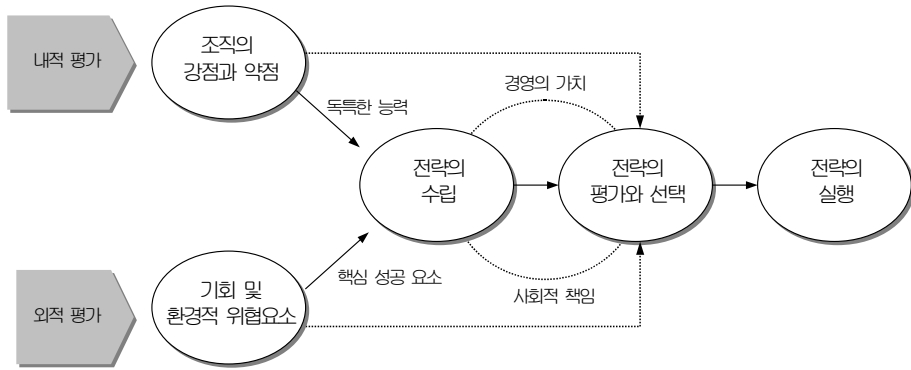 내적 평가
조직의
강점과 약점
독특한 능력
경영의 가치
전략의
수립
전략의
평가와 선택
전략의
실행
핵심 성공 요소
사회적 책임
외적 평가
기회 및
환경적 위협요소